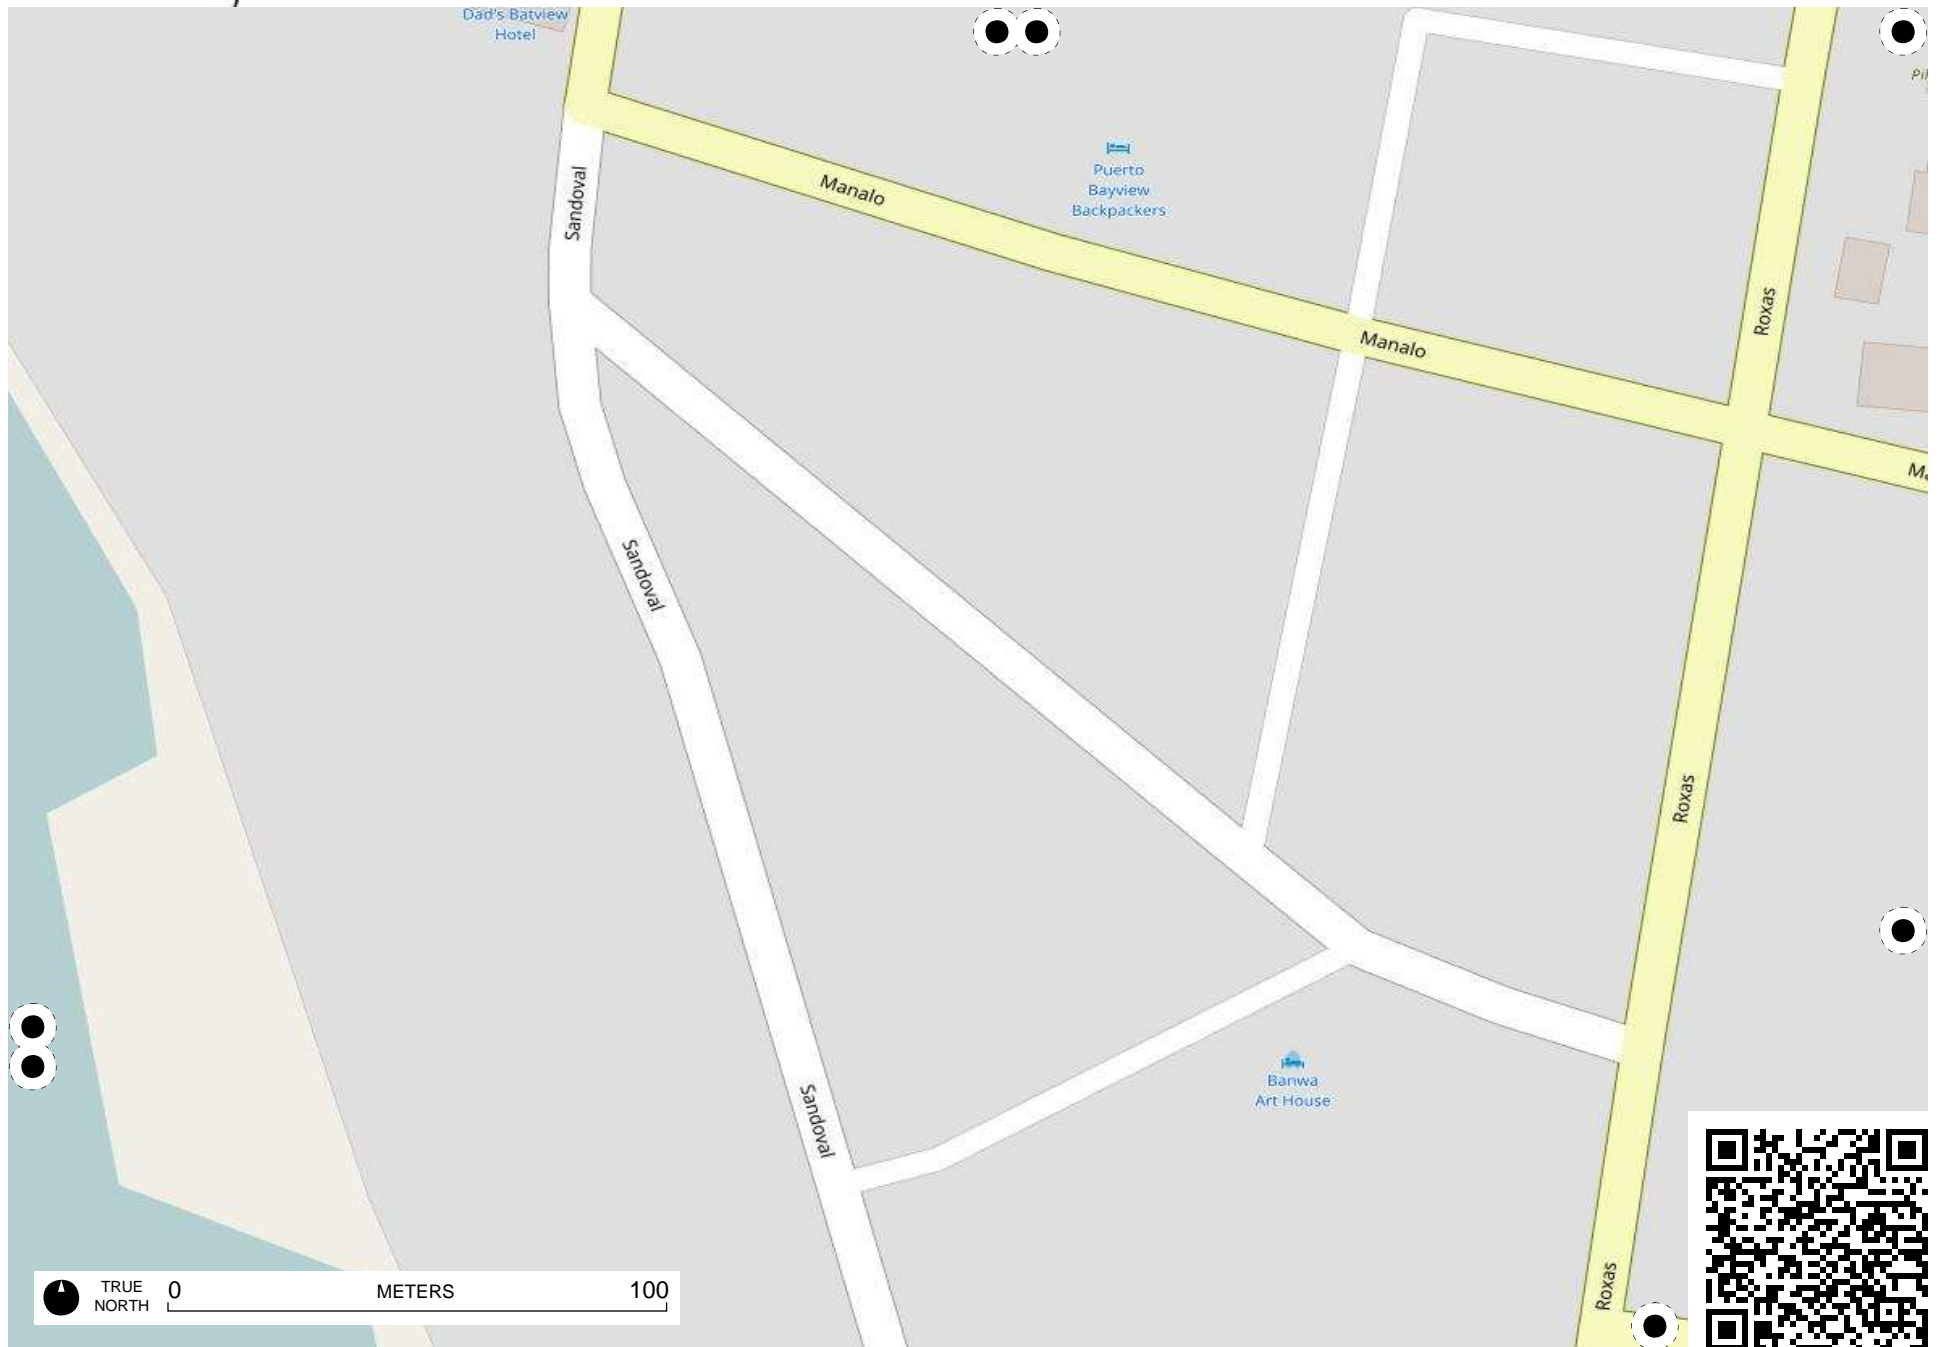 Dad's Batview
Hotel
Puerto
Bayview
Backpackers
Manalo
Sandoval
Roxas
Manalo
Sandoval
Roxas
Banwa
Art House
Sandoval
Roxas
TRUE
NORTH
0
METERS
100